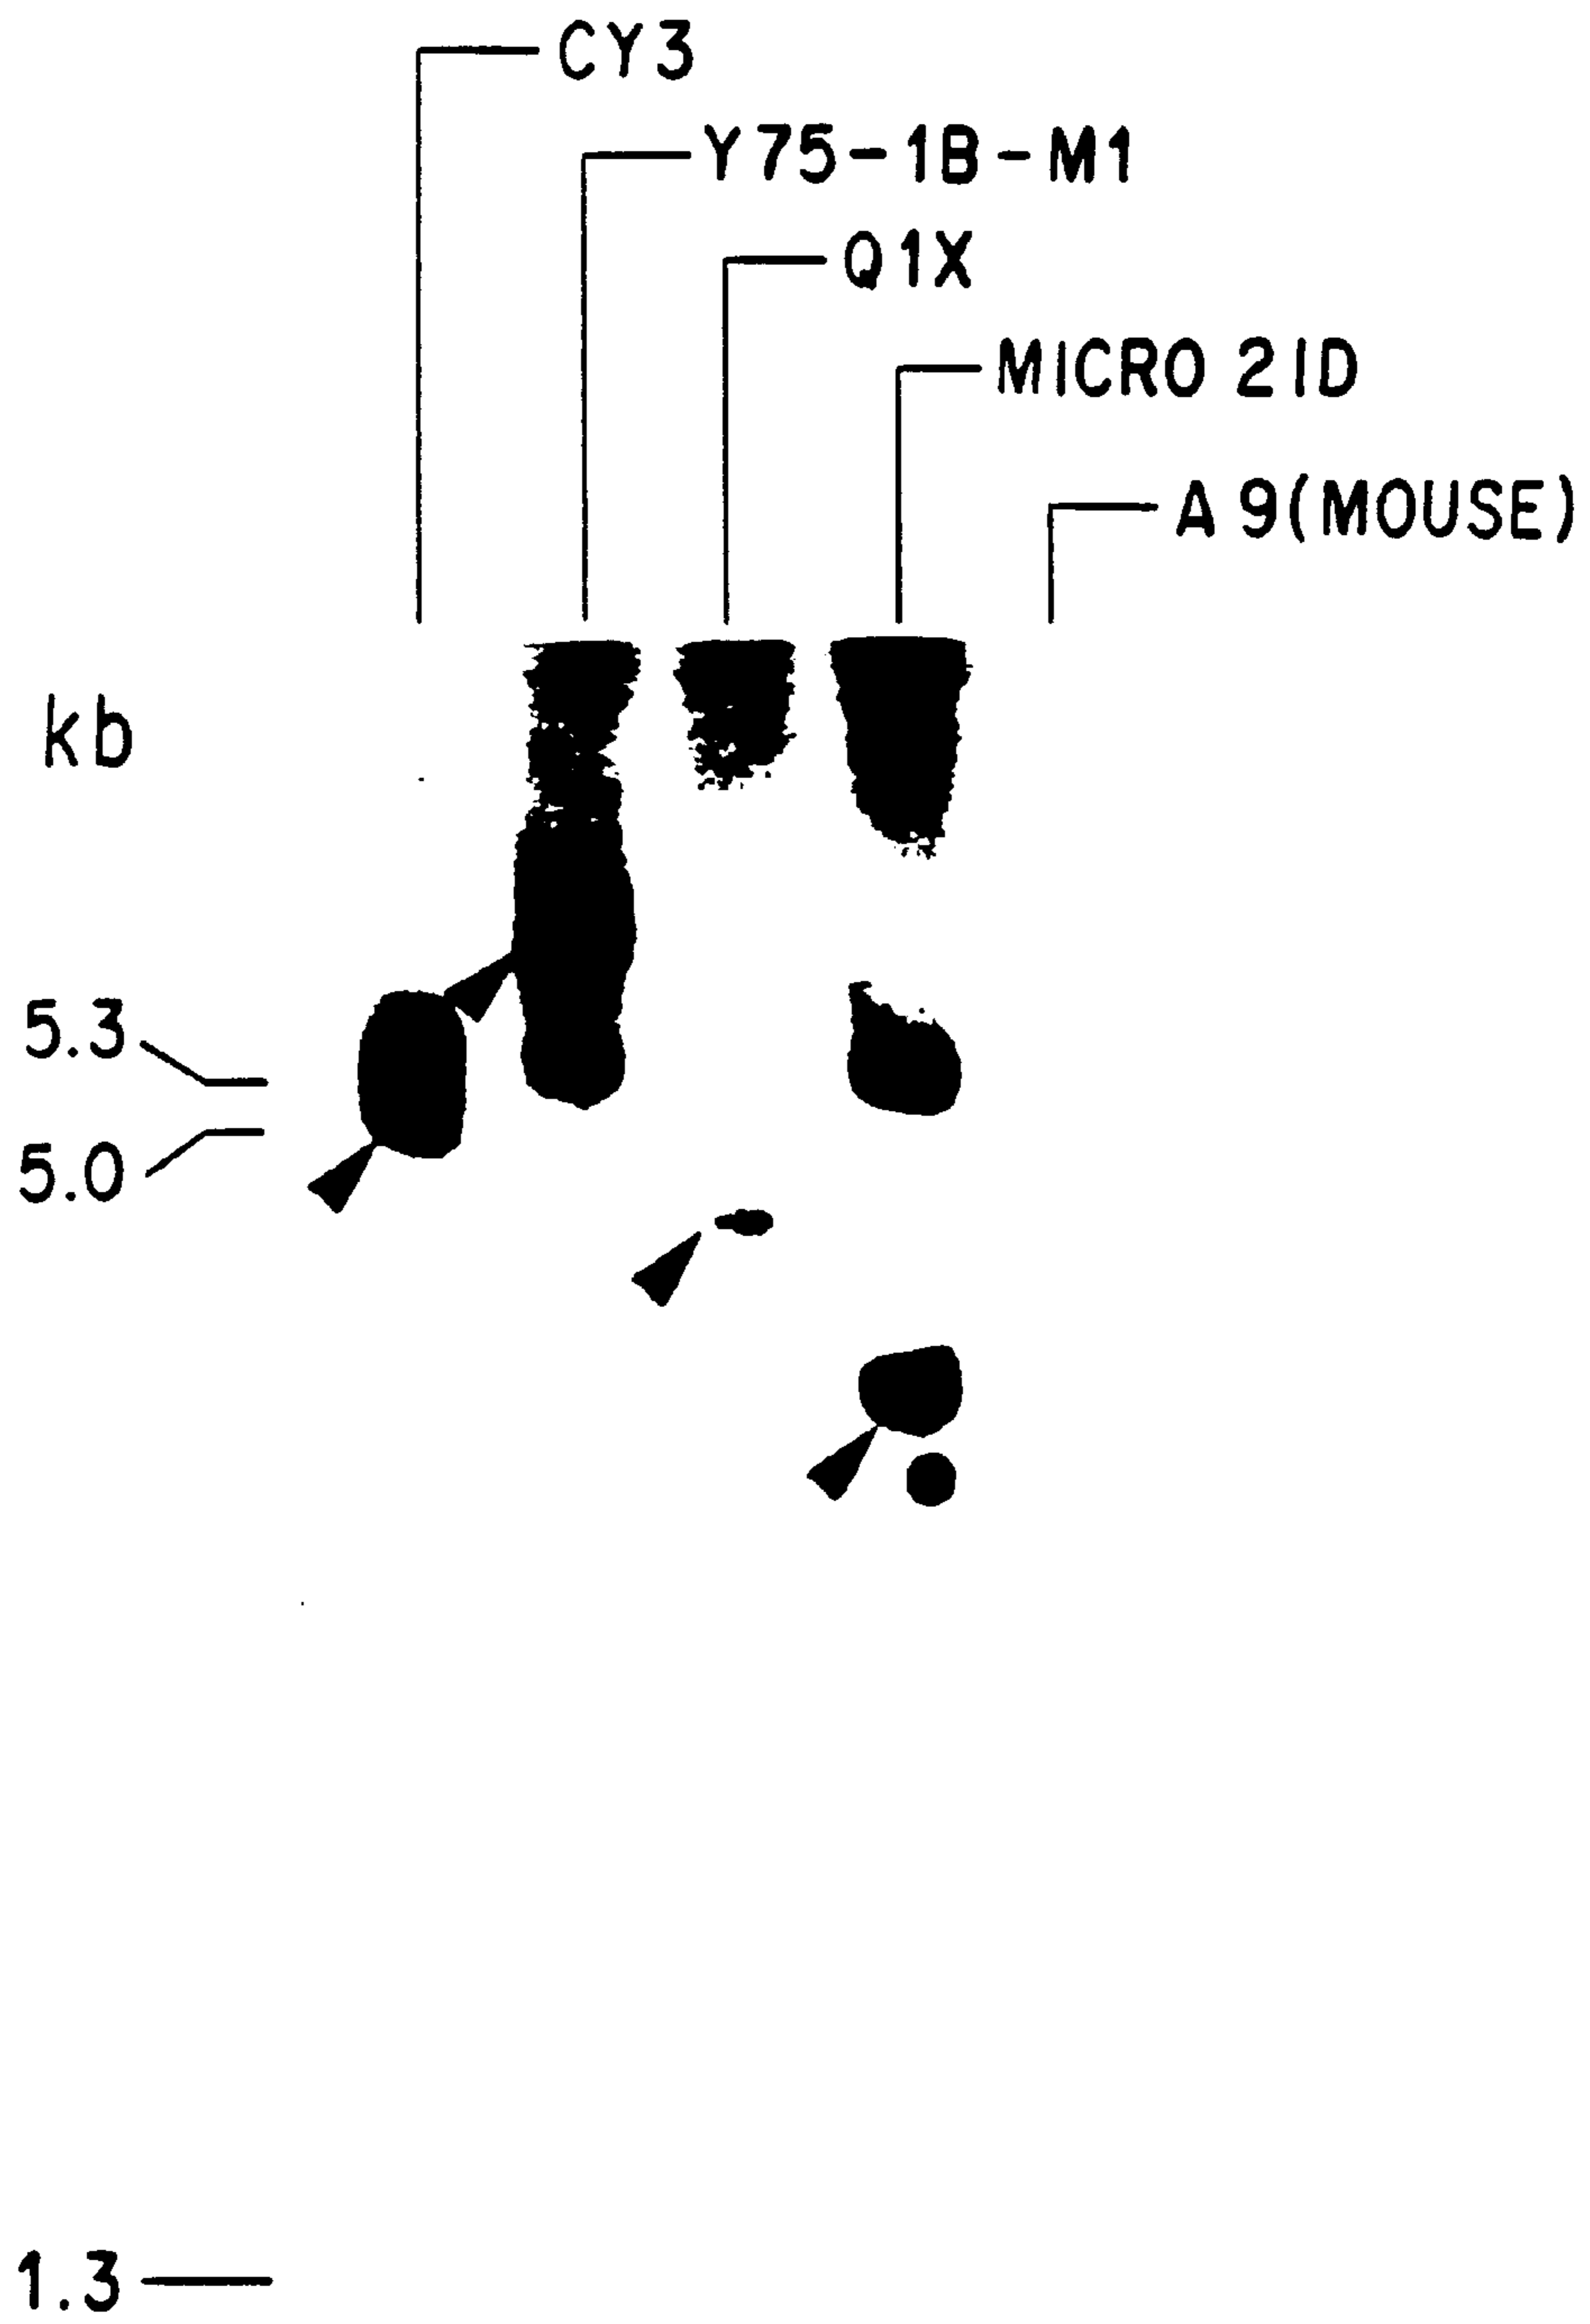 CY3
Y75-1B-M1
Q1X
MICRO 21D
A9(MOUSE)
kb
5.3
5.0
1.3